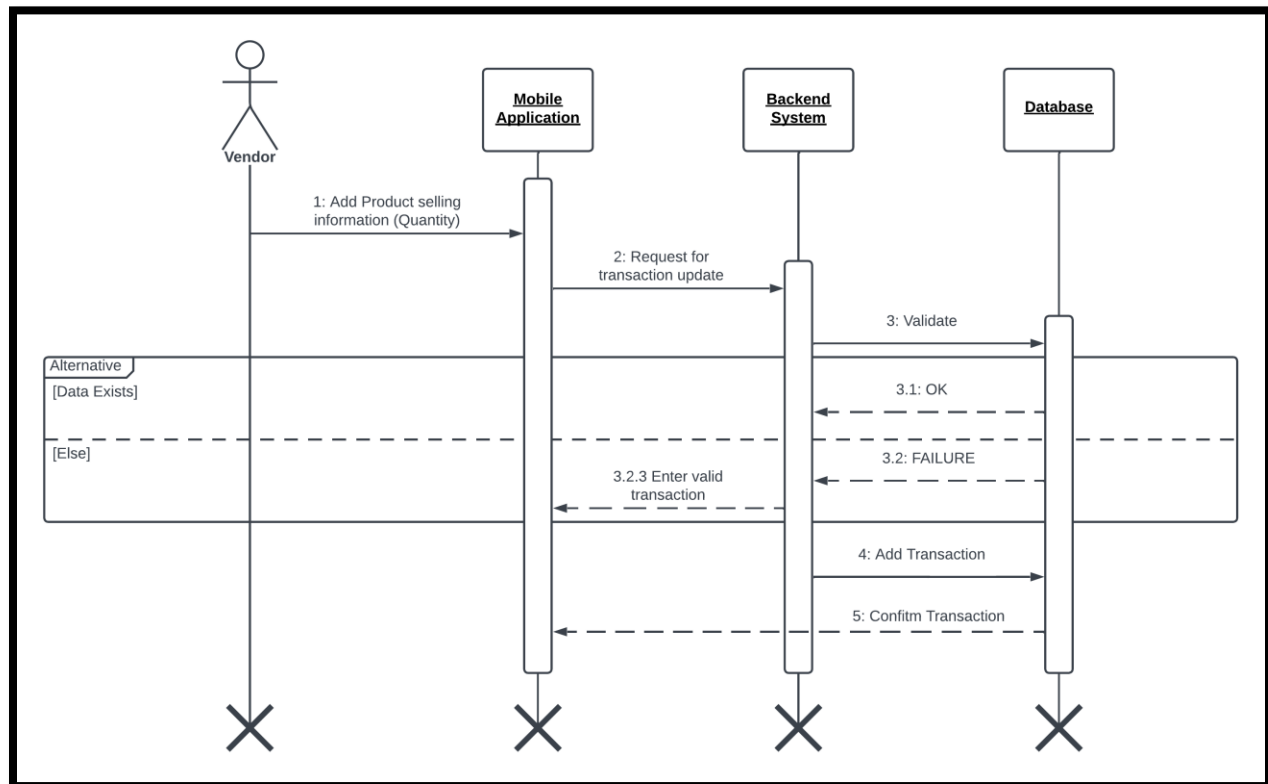 Vendor
Mobile
Application
Backend
System
Database
1: Add Product selling
information (Quantity)
2: Request for
transaction update
3: Validate
Alternative
[Data Exists]
3.1: OK
[Else]
3.2: FAILURE
3.2.3 Enter valid
transaction
4: Add Transaction
5: Confitm Transaction